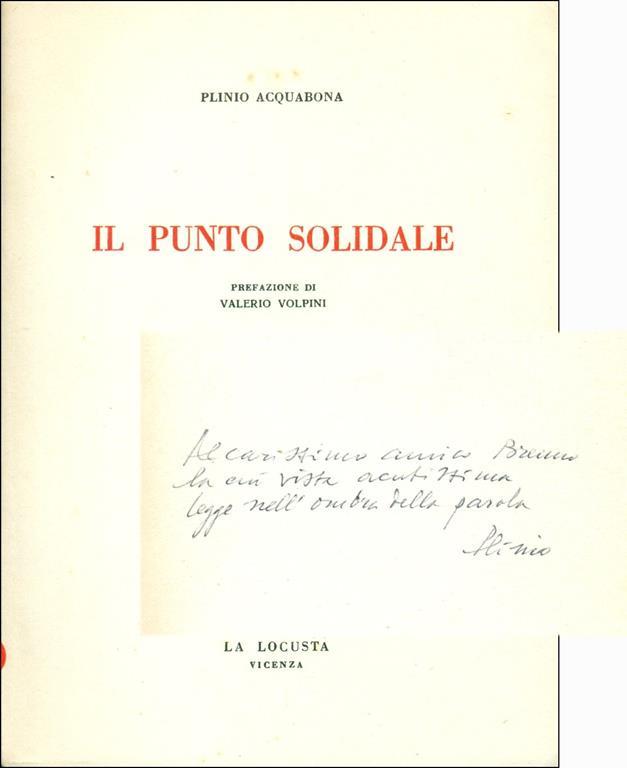 PLINIO ACQUABONA
IL PUNTO SOLIDALE
PREFAZIONE DI
VALERIO VOLPINI
Al carissimo amico Brenno
la cui vista acutissima
legge nell'ombra della parola
Plinio
LA LOCUSTA
VICENZA